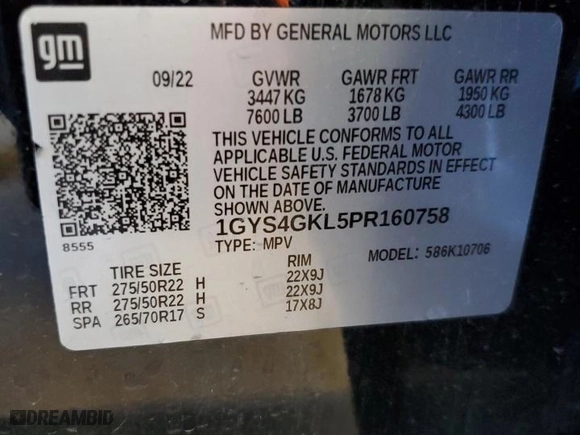 gm
MFD BY GENERAL MOTORS LLC
09/22 GVWR GAWR FRT GAWR RR
3447 KG 1678 KG 1950 KG
7600 LB 3700 LB 4300 LB
THIS VEHICLE CONFORMS TO ALL
APPLICABLE U.S. FEDERAL MOTOR
VEHICLE SAFETY STANDARDS IN EFFECT
ON THE DATE OF MANUFACTURE
SHOWN ABOVE.
1GYS4GKL5PR160758
8555 TYPE: MPV MODEL: 586K10706
TIRE SIZE RIM
FRT 275/50R22 H 22X9J
RR 275/50R22 H 22X9J
SPA 265/70R17 S 17X8J
DREAMBID